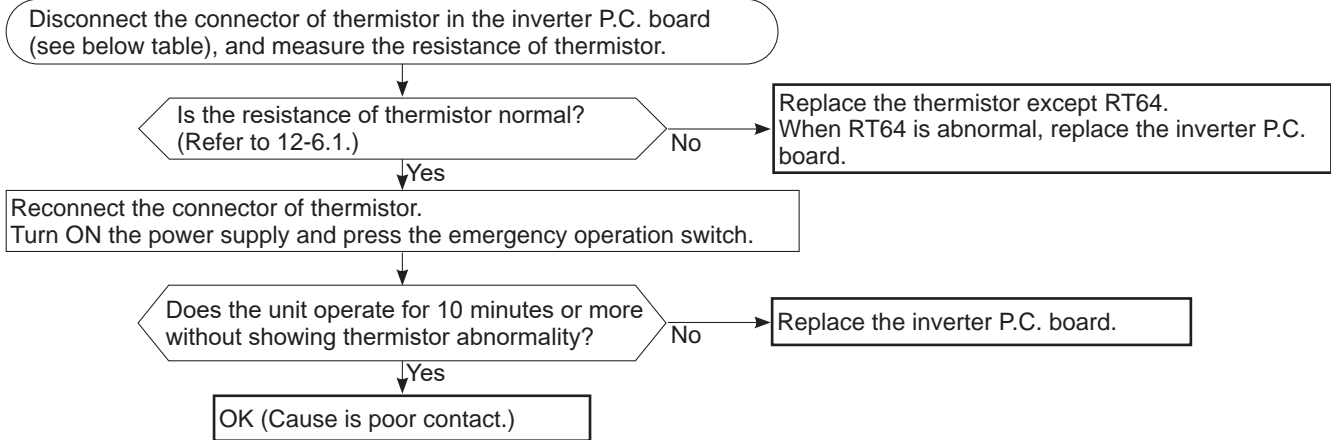 Disconnect the connector of thermistor in the inverter P.C. board
(see below table), and measure the resistance of thermistor.
Is the resistance of thermistor normal?
(Refer to 12-6.1.)
No
Replace the thermistor except RT64.
When RT64 is abnormal, replace the inverter P.C.
board.
Yes
Reconnect the connector of thermistor.
Turn ON the power supply and press the emergency operation switch.
Does the unit operate for 10 minutes or more
without showing thermistor abnormality?
No
Replace the inverter P.C. board.
Yes
OK (Cause is poor contact.)